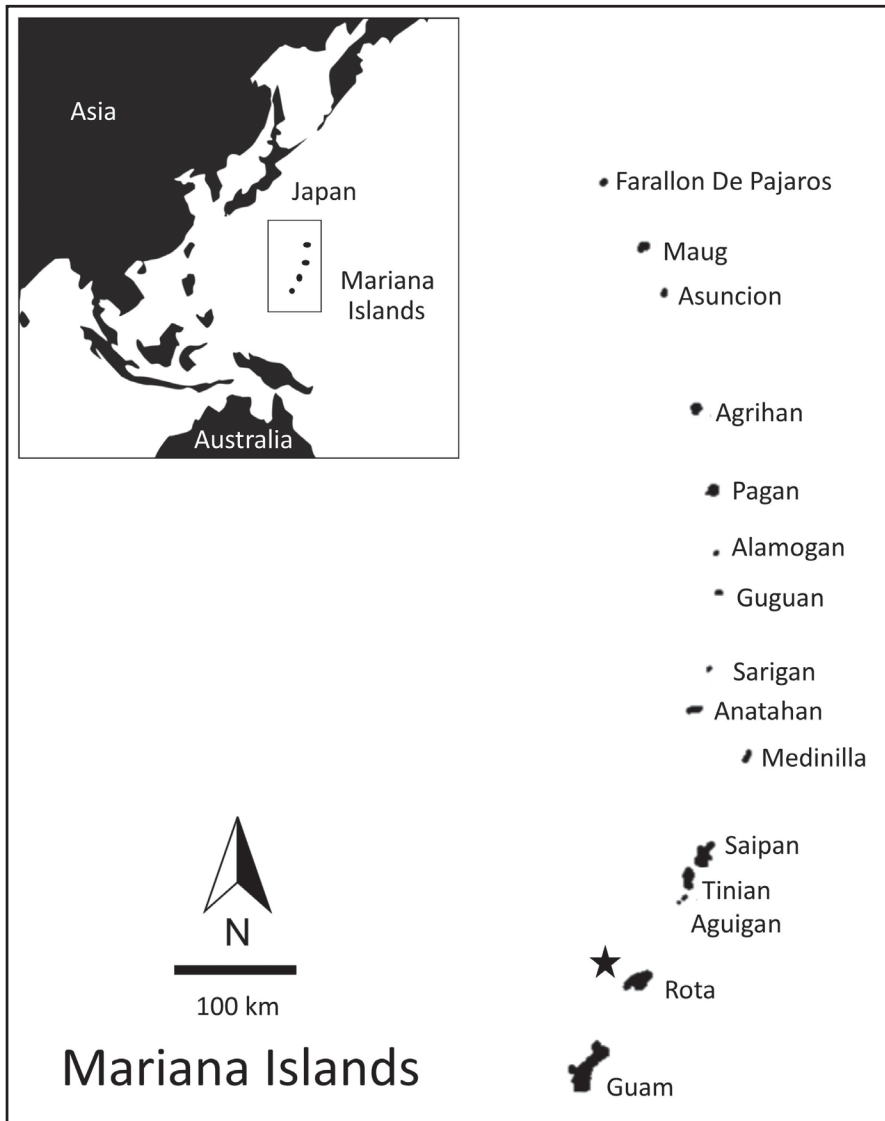 Asia
Japan
Mariana
Islands
Australia
Farallon De Pajaros
Maug
Asuncion
Agrihan
Pagan
Alamogan
Guguan
Sarigan
Anatahan
Medinilla
Saipan
Tinian
Aguigan
Rota
Guam
N
100 km
Mariana Islands